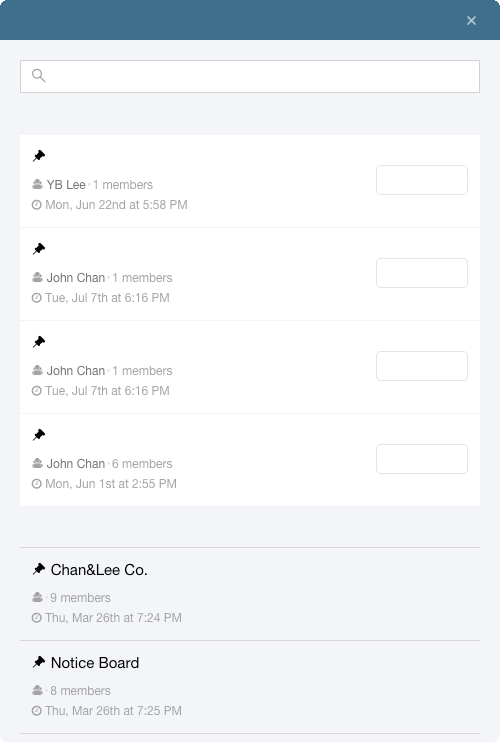 YB Lee · 1 members
Mon, Jun 22nd at 5:58 PM
John Chan · 1 members
Tue, Jul 7th at 6:16 PM
John Chan · 1 members
Tue, Jul 7th at 6:16 PM
John Chan · 6 members
Mon, Jun 1st at 2:55 PM
Chan&Lee Co.
· 9 members
Thu, Mar 26th at 7:24 PM
Notice Board
· 8 members
Thu, Mar 26th at 7:25 PM